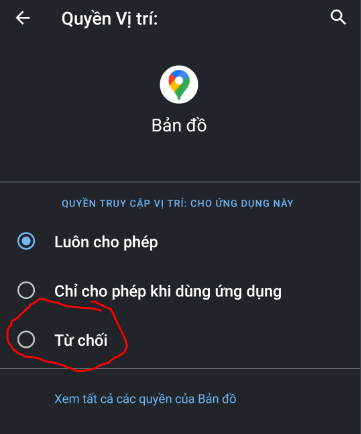 Quyền Vị trí:
Bản đồ
QUYỀN TRUY CẬP VỊ TRÍ: CHO ỨNG DỤNG NÀY
Luôn cho phép
Chỉ cho phép khi dùng ứng dụng
Từ chối
Xem tất cả các quyền của Bản đồ